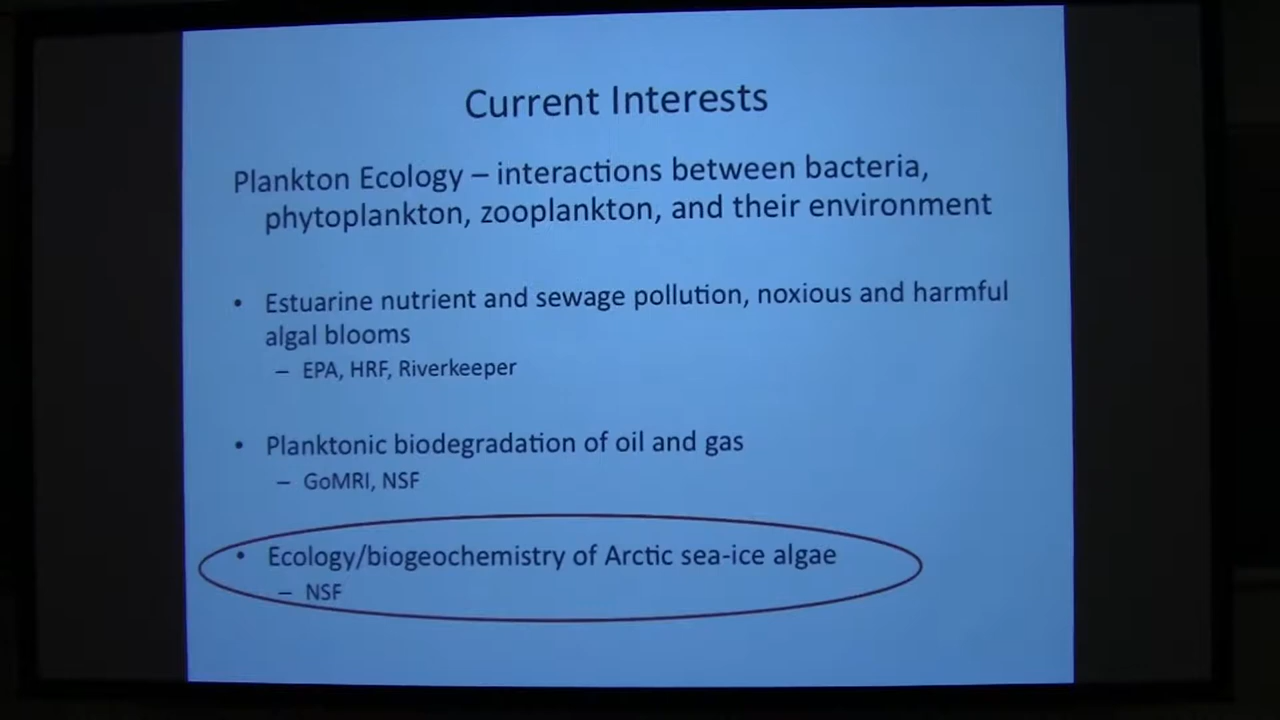 Current Interests
Plankton Ecology – interactions between bacteria,
phytoplankton, zooplankton, and their environment
• Estuarine nutrient and sewage pollution, noxious and harmful
algal blooms
– EPA, HRF, Riverkeeper
• Planktonic biodegradation of oil and gas
– GoMRI, NSF
• Ecology/biogeochemistry of Arctic sea-ice algae
– NSF